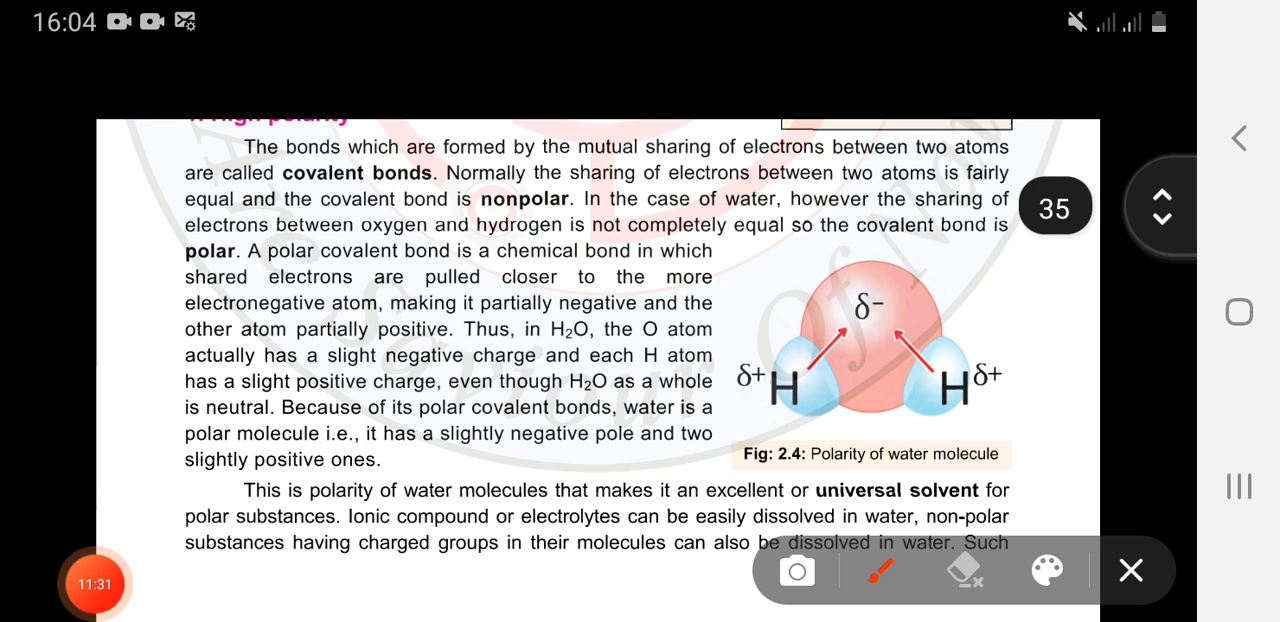 16:04
High polarity
The bonds which are formed by the mutual sharing of electrons between two atoms
are called covalent bonds. Normally the sharing of electrons between two atoms is fairly
equal and the covalent bond is nonpolar. In the case of water, however the sharing of
electrons between oxygen and hydrogen is not completely equal so the covalent bond is
polar. A polar covalent bond is a chemical bond in which
shared electrons are pulled closer to the more
electronegative atom, making it partially negative and the
other atom partially positive. Thus, in H₂O, the O atom
actually has a slight negative charge and each H atom
has a slight positive charge, even though H₂O as a whole
is neutral. Because of its polar covalent bonds, water is a
polar molecule i.e., it has a slightly negative pole and two
slightly positive ones.
35
δ-
δ+ H
H δ+
Fig: 2.4: Polarity of water molecule
This is polarity of water molecules that makes it an excellent or universal solvent for
polar substances. Ionic compound or electrolytes can be easily dissolved in water, non-polar
substances having charged groups in their molecules can also be dissolved in water. Such
11:31